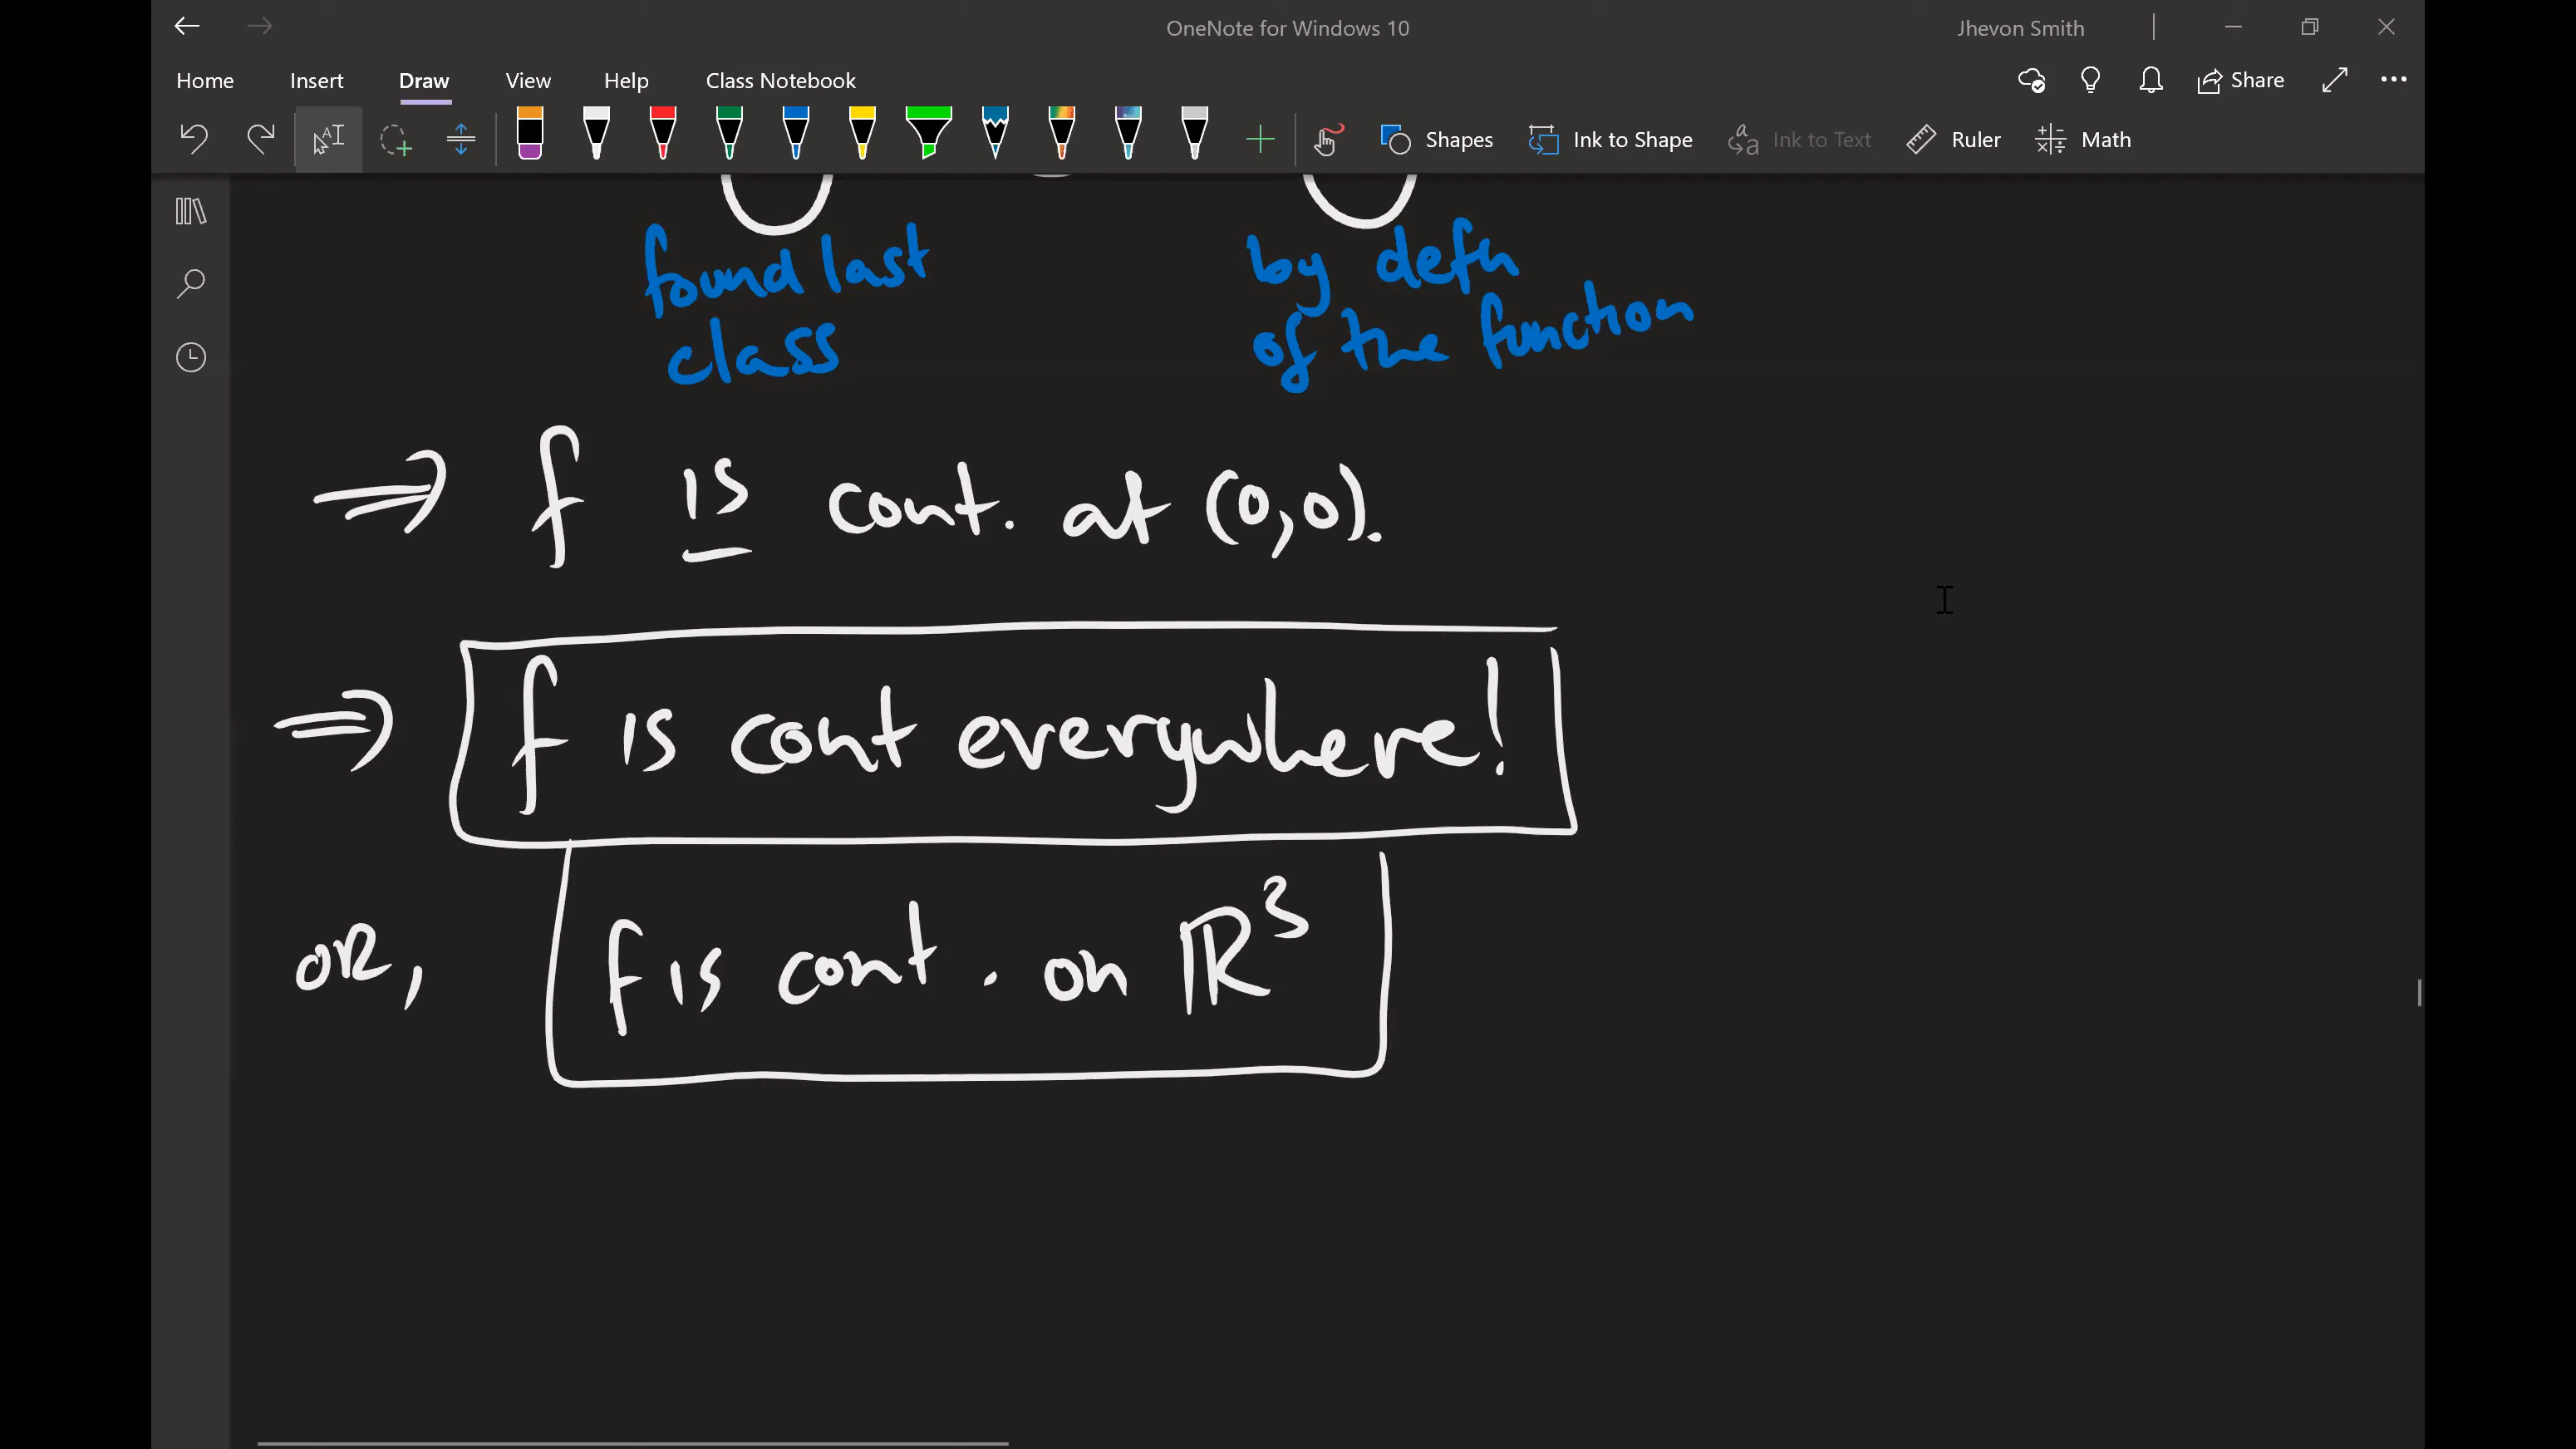 OneNote for Windows 10
Jhevon Smith
Home Insert Draw View Help Class Notebook Share
Shapes Ink to Shape Ink to Text Ruler Math
found last
class
by defn
of the function
⇒ f is cont. at (0,0).
⇒ f is cont everywhere!
OR, f is cont. on ℝ³